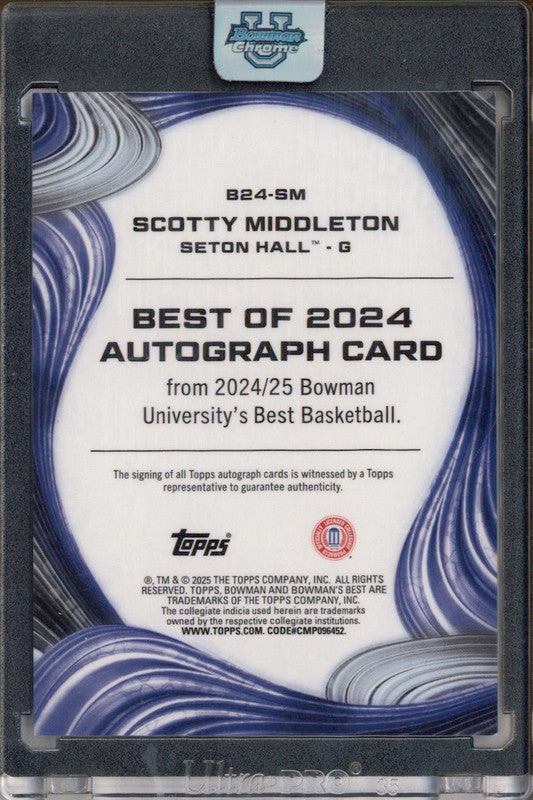 Bowman
U
Chrome
B24-SM
SCOTTY MIDDLETON
SETON HALL™ - G
BEST OF 2024
AUTOGRAPH CARD
from 2024/25 Bowman
University's Best Basketball.
The signing of all Topps autograph cards is witnessed by a Topps
representative to guarantee authenticity.
topps®
OFFICIALLY LICENSED COLLEGIATE PRODUCTS
®, TM & © 2025 THE TOPPS COMPANY, INC. ALL RIGHTS
RESERVED. TOPPS, BOWMAN AND BOWMAN'S BEST ARE
TRADEMARKS OF THE TOPPS COMPANY, INC.
The collegiate indicia used herein are trademarks
owned by the respective collegiate institutions.
WWW.TOPPS.COM. CODE#CMP096452.
Ultra·PRO® 35